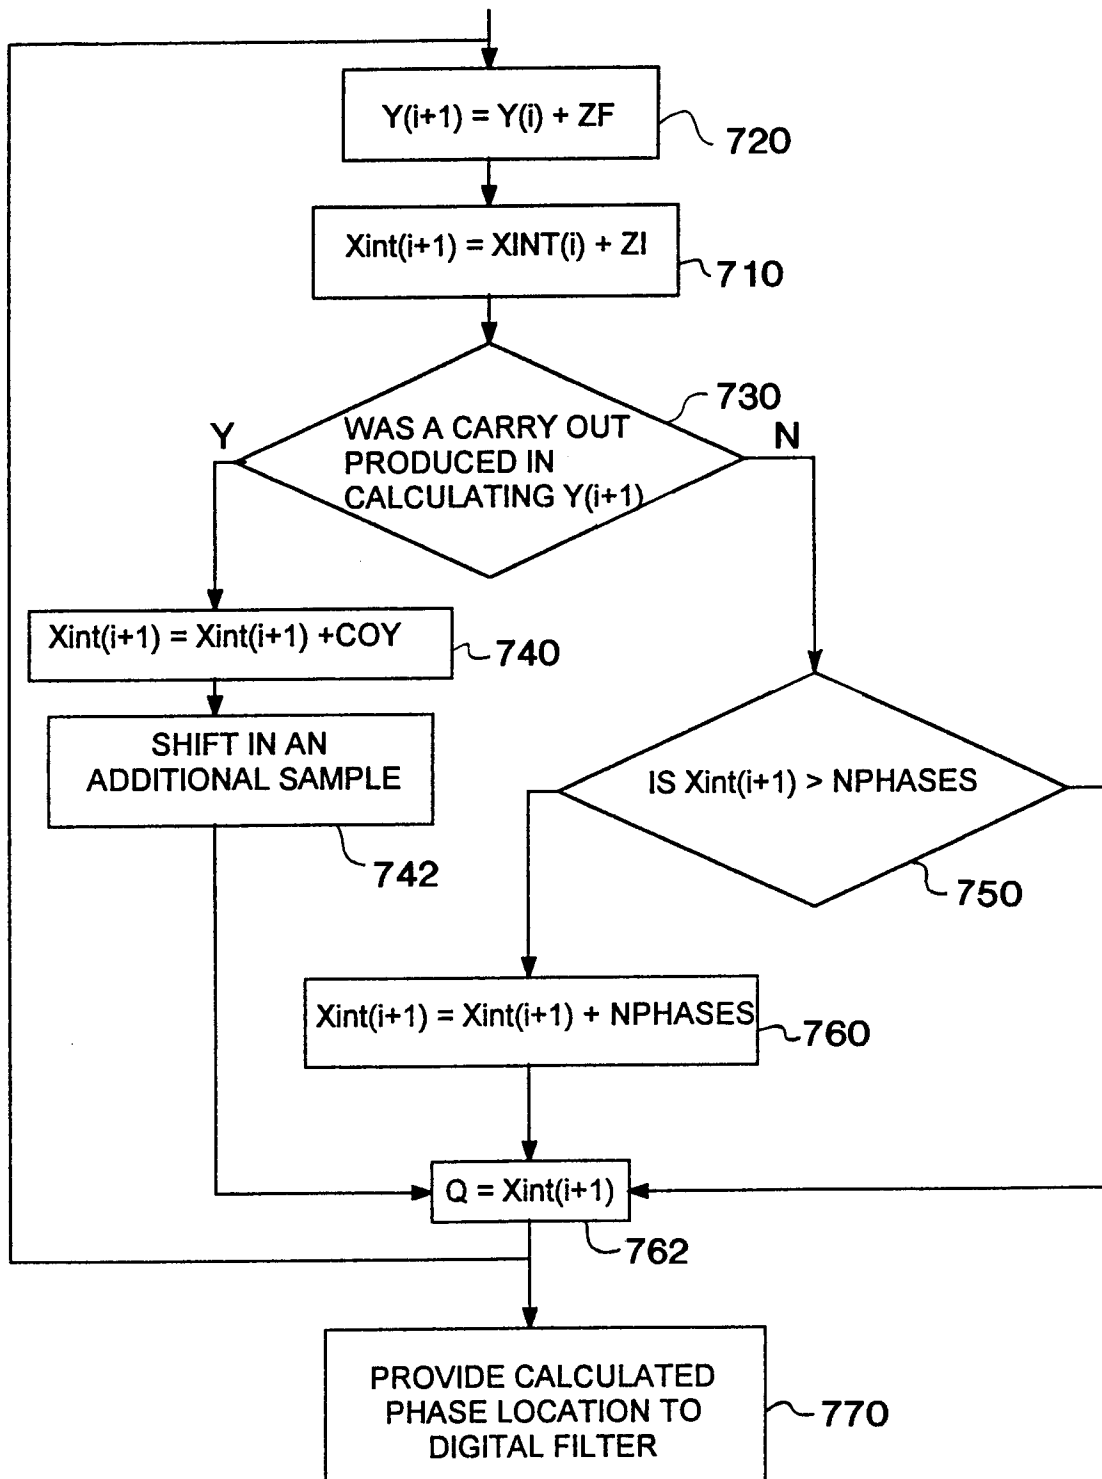 Y(i+1) = Y(i) + ZF
720
Xint(i+1) = XINT(i) + ZI
710
730
Y
WAS A CARRY OUT
PRODUCED IN
CALCULATING Y(i+1)
N
Xint(i+1) = Xint(i+1) +COY
740
SHIFT IN AN
ADDITIONAL SAMPLE
742
IS Xint(i+1) > NPHASES
750
Xint(i+1) = Xint(i+1) + NPHASES
760
Q = Xint(i+1)
762
PROVIDE CALCULATED
PHASE LOCATION TO
DIGITAL FILTER
770